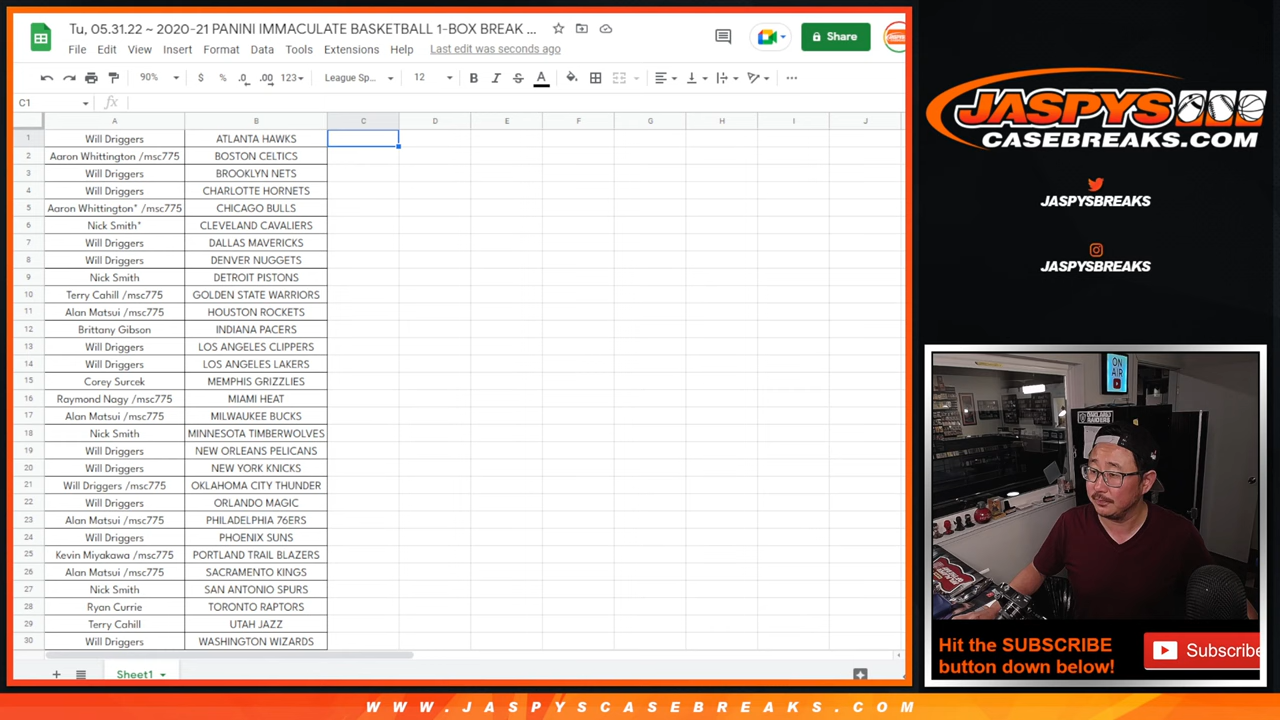 Tu, 05.31.22 ~ 2020-21 PANINI IMMACULATE BASKETBALL 1-BOX BREAK ...
File Edit View Insert Format Data Tools Extensions Help Last edit was seconds ago
Share
90% $ % .0 .00 123 League Sp... 12 B I S A
C1 fx
A B C D E F G H I J
1 Will Driggers ATLANTA HAWKS
2 Aaron Whittington /msc775 BOSTON CELTICS
3 Will Driggers BROOKLYN NETS
4 Will Driggers CHARLOTTE HORNETS
5 Aaron Whittington* /msc775 CHICAGO BULLS
6 Nick Smith* CLEVELAND CAVALIERS
7 Will Driggers DALLAS MAVERICKS
8 Will Driggers DENVER NUGGETS
9 Nick Smith DETROIT PISTONS
10 Terry Cahill /msc775 GOLDEN STATE WARRIORS
11 Alan Matsui /msc775 HOUSTON ROCKETS
12 Brittany Gibson INDIANA PACERS
13 Will Driggers LOS ANGELES CLIPPERS
14 Will Driggers LOS ANGELES LAKERS
15 Corey Surcek MEMPHIS GRIZZLIES
16 Raymond Nagy /msc775 MIAMI HEAT
17 Alan Matsui /msc775 MILWAUKEE BUCKS
18 Nick Smith MINNESOTA TIMBERWOLVES
19 Will Driggers NEW ORLEANS PELICANS
20 Will Driggers NEW YORK KNICKS
21 Will Driggers /msc775 OKLAHOMA CITY THUNDER
22 Will Driggers ORLANDO MAGIC
23 Alan Matsui /msc775 PHILADELPHIA 76ERS
24 Will Driggers PHOENIX SUNS
25 Kevin Miyakawa /msc775 PORTLAND TRAIL BLAZERS
26 Alan Matsui /msc775 SACRAMENTO KINGS
27 Nick Smith SAN ANTONIO SPURS
28 Ryan Currie TORONTO RAPTORS
29 Terry Cahill UTAH JAZZ
30 Will Driggers WASHINGTON WIZARDS
Sheet1
JASPYS
CASEBREAKS.COM
JASPYSBREAKS
JASPYSBREAKS
ON
AIR
Hit the SUBSCRIBE
button down below!
Subscribe
WWW.JASPYSCASEBREAKS.COM